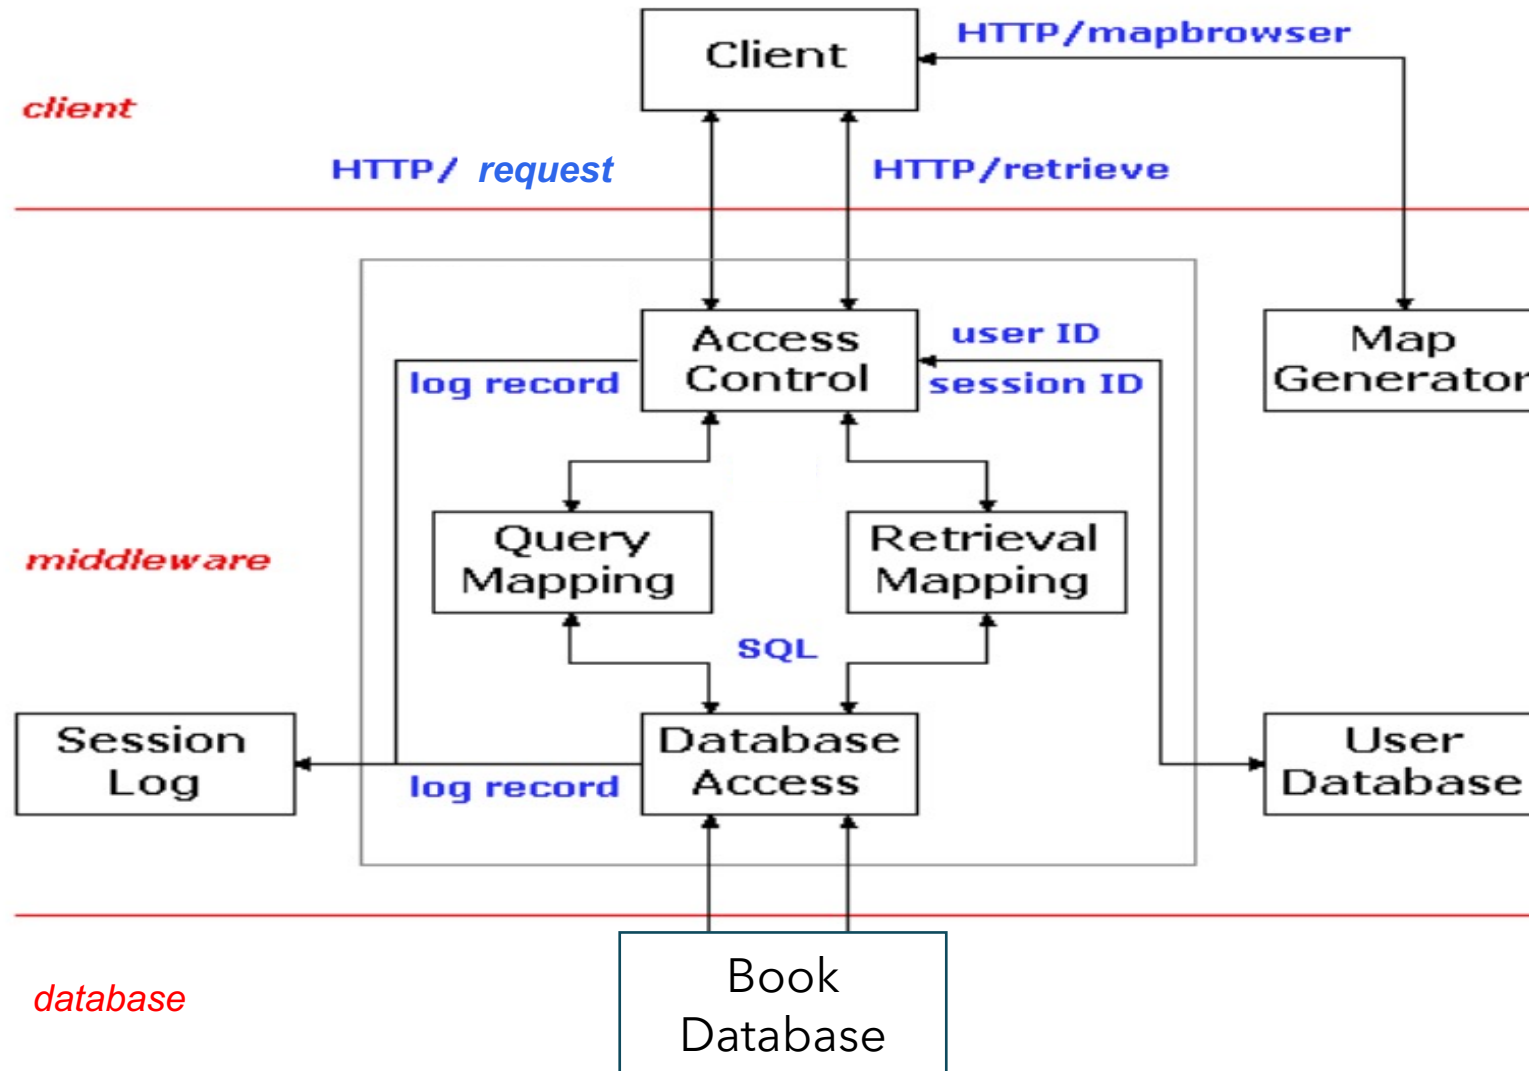 HTTP/mapbrowser
Client
client
HTTP/ request
HTTP/retrieve
Access
Control
user ID
session ID
log record
Map
Generator
Query
Mapping
Retrieval
Mapping
middleware
SQL
Session
Log
Database
Access
log record
User
Database
Book
Database
database